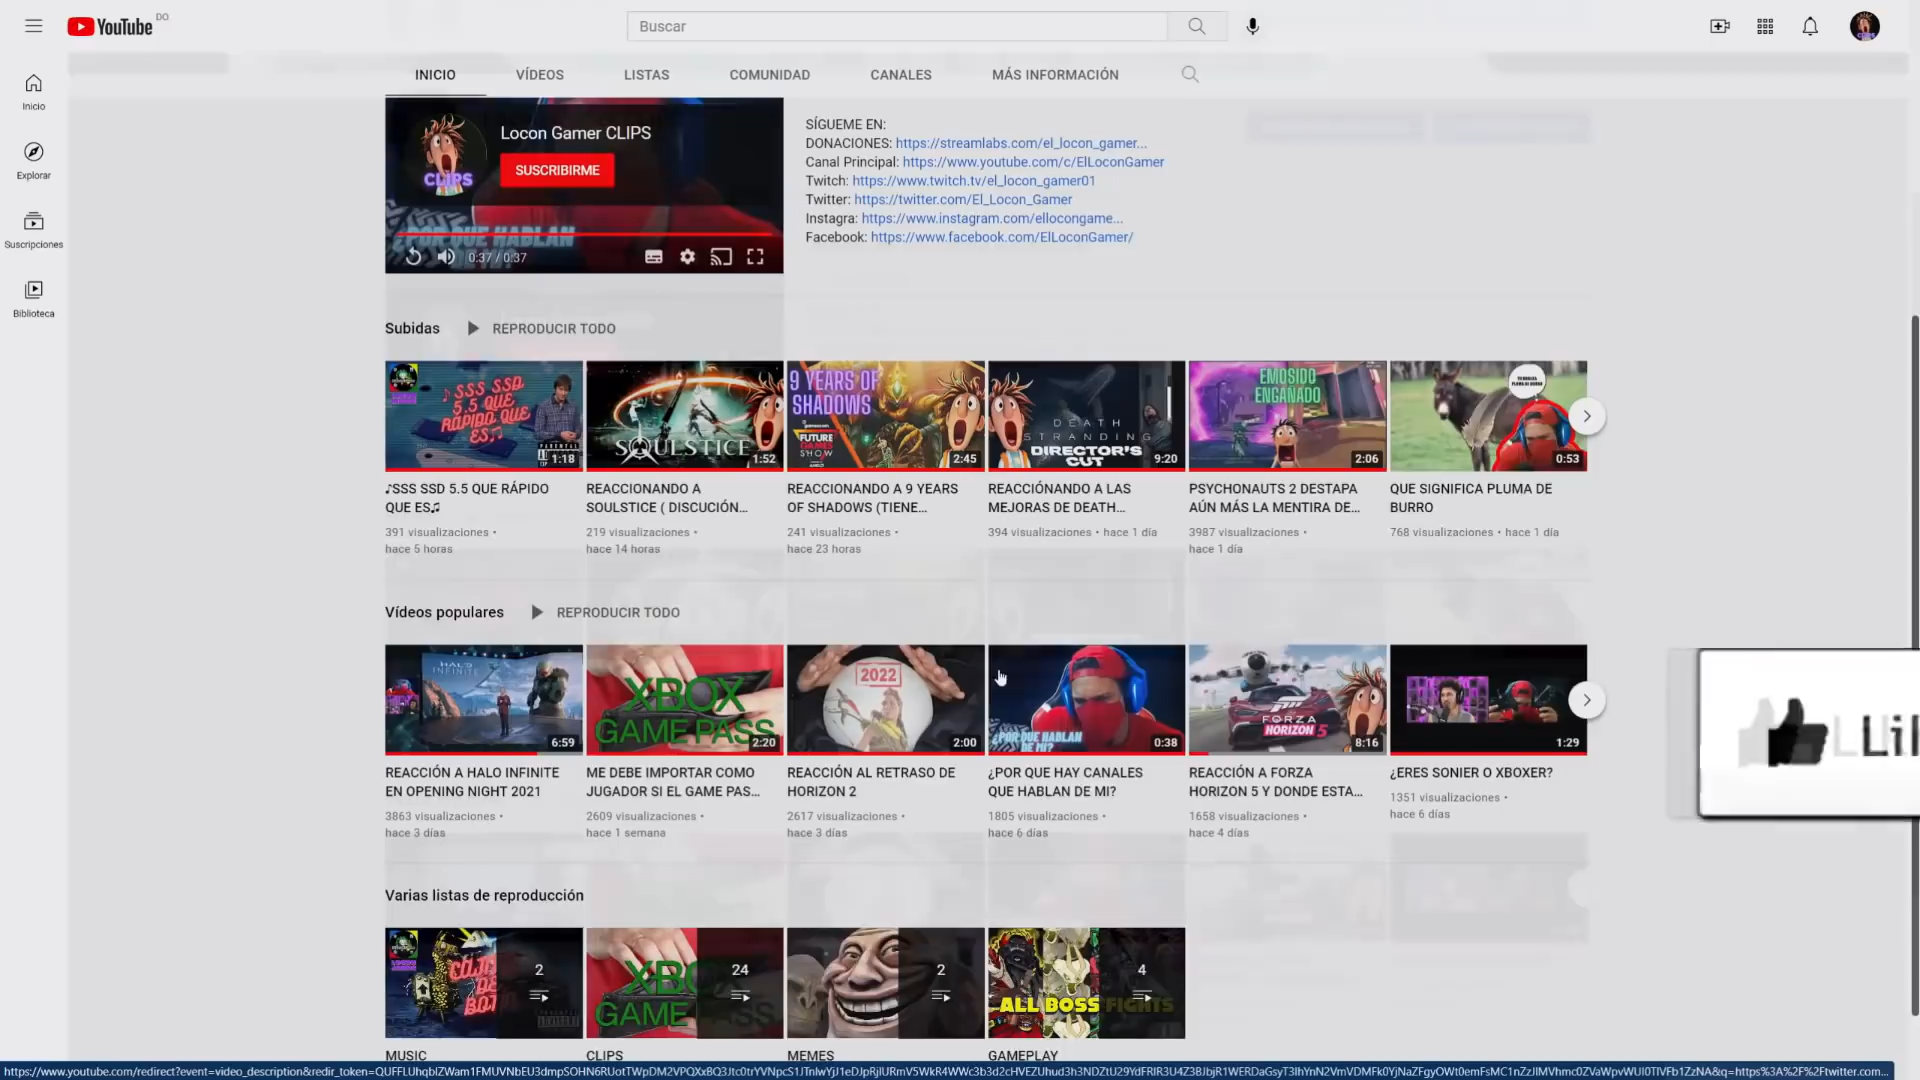 YouTube DO
Buscar
INICIO VÍDEOS LISTAS COMUNIDAD CANALES MÁS INFORMACIÓN
Inicio
Explorar
Suscripciones
Biblioteca
CLIPS
Locon Gamer CLIPS
SUSCRIBIRME
¿POR QUE HABLAN
0:37 / 0:37
SÍGUEME EN:
DONACIONES: https://streamlabs.com/el_locon_gamer...
Canal Principal: https://www.youtube.com/c/ElLoconGamer
Twitch: https://www.twitch.tv/el_locon_gamer01
Twitter: https://twitter.com/El_Locon_Gamer
Instagra: https://www.instagram.com/ellocongame...
Facebook: https://www.facebook.com/ElLoconGamer/
Subidas REPRODUCIR TODO
♪ SSS SSD
5.5 QUE
RÁPIDO QUE
ES♫
1:18
SOULSTICE
1:52
9 YEARS OF
SHADOWS
FUTURE
GAMES
SHOW
2:45
DEATH
STRANDING
DIRECTOR'S
CUT
9:20
EMOSIDO
ENGAÑADO
2:06
0:53
♪SSS SSD 5.5 QUE RÁPIDO
QUE ES♫
391 visualizaciones •
hace 5 horas
REACCIONANDO A
SOULSTICE ( DISCUCIÓN...
219 visualizaciones •
hace 14 horas
REACCIONANDO A 9 YEARS
OF SHADOWS (TIENE...
241 visualizaciones •
hace 23 horas
REACCIÓNANDO A LAS
MEJORAS DE DEATH...
394 visualizaciones • hace 1 día
PSYCHONAUTS 2 DESTAPA
AÚN MÁS LA MENTIRA DE...
3987 visualizaciones •
hace 1 día
QUE SIGNIFICA PLUMA DE
BURRO
768 visualizaciones • hace 1 día
Vídeos populares REPRODUCIR TODO
HALO
INFINITE
6:59
XBOX
GAME PASS
2:20
2022
2:00
¿POR QUE HABLAN
DE MI?
0:38
FORZA
HORIZON 5
8:16
1:29
REACCIÓN A HALO INFINITE
EN OPENING NIGHT 2021
3863 visualizaciones •
hace 3 días
ME DEBE IMPORTAR COMO
JUGADOR SI EL GAME PAS...
2609 visualizaciones •
hace 1 semana
REACCIÓN AL RETRASO DE
HORIZON 2
2617 visualizaciones •
hace 3 días
¿POR QUE HAY CANALES
QUE HABLAN DE MI?
1805 visualizaciones •
hace 6 días
REACCIÓN A FORZA
HORIZON 5 Y DONDE ESTA...
1658 visualizaciones •
hace 4 días
¿ERES SONIER O XBOXER?
1351 visualizaciones •
hace 6 días
Varias listas de reproducción
2
XB
GAME
24
2
ALL BOSS FIGHTS
4
MUSIC
CLIPS
MEMES
GAMEPLAY